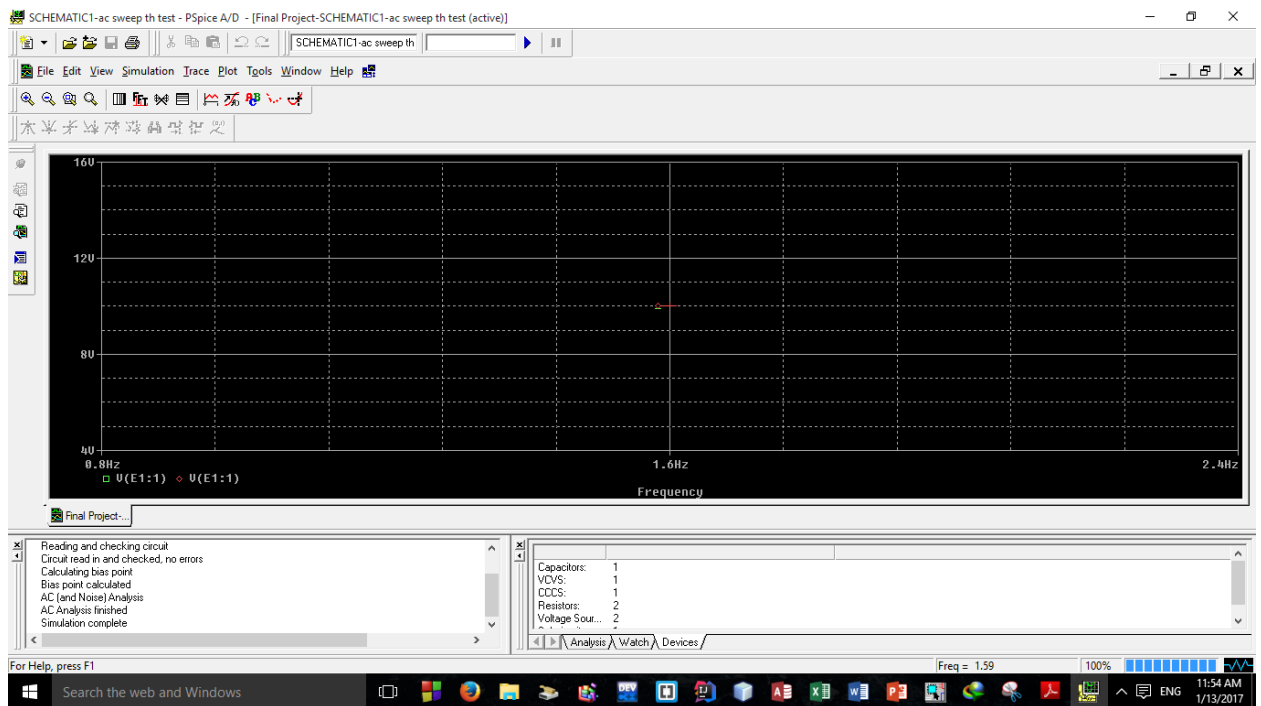 SCHEMATIC1-ac sweep th test - PSpice A/D - [Final Project-SCHEMATIC1-ac sweep th test (active)]
SCHEMATIC1-ac sweep th
File Edit View Simulation Trace Plot Tools Window Help
16V
12V
8V
4V
0.8Hz 1.6Hz 2.4Hz
V(E1:1) V(E1:1)
Frequency
Final Project-...
Reading and checking circuit
Circuit read in and checked, no errors
Calculating bias point
Bias point calculated
AC (and Noise) Analysis
AC Analysis finished
Simulation complete
Capacitors: 1
VCVS: 1
CCCS: 1
Resistors: 2
Voltage Sour... 2
Analysis Watch Devices
For Help, press F1 Freq = 1.59 100%
Search the web and Windows
DEV
ENG
11:54 AM
1/13/2017